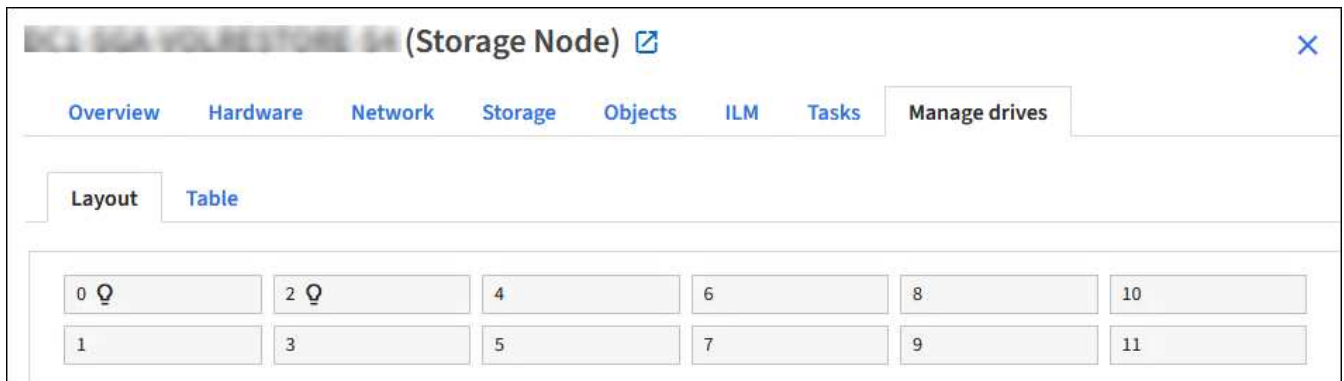 (Storage Node)
Overview Hardware Network Storage Objects ILM Tasks Manage drives
Layout Table
0 2 4 6 8 10
1 3 5 7 9 11